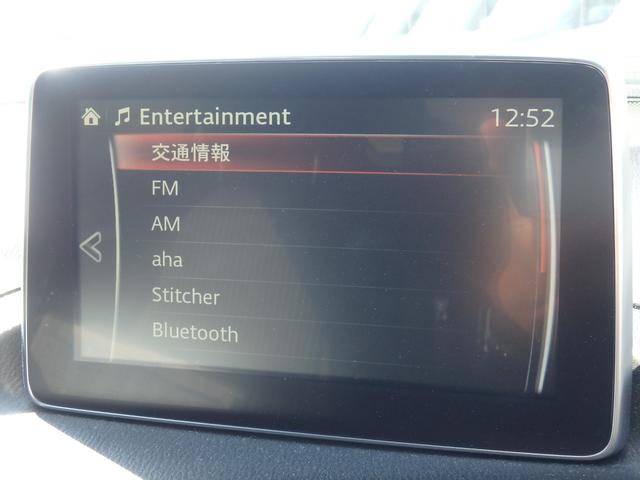 Entertainment 12:52
交通情報
FM
AM
aha
Stitcher
Bluetooth